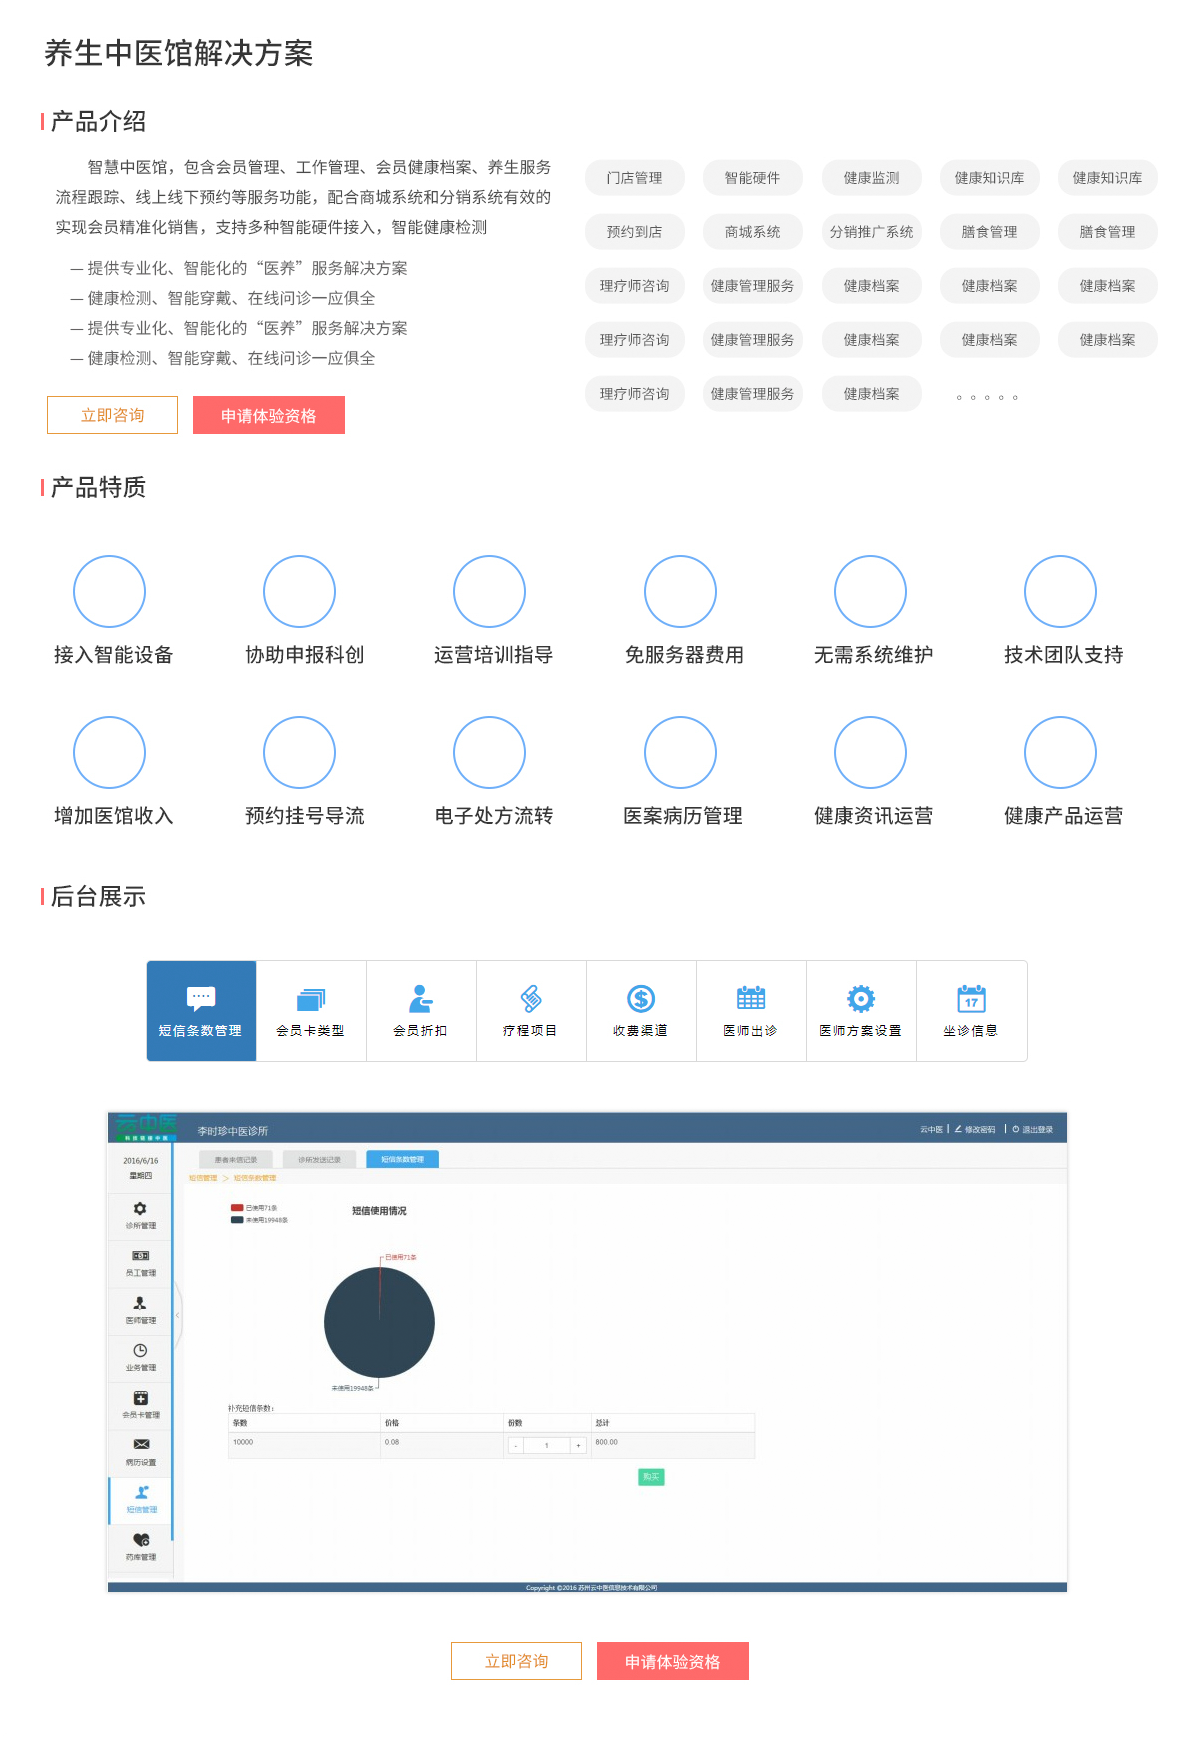 养生中医馆解决方案
产品介绍
智慧中医馆，包含会员管理、工作管理、会员健康档案、养生服务
流程跟踪、线上线下预约等服务功能，配合商城系统和分销系统有效的
实现会员精准化销售，支持多种智能硬件接入，智能健康检测
— 提供专业化、智能化的“医养”服务解决方案
— 健康检测、智能穿戴、在线问诊一应俱全
— 提供专业化、智能化的“医养”服务解决方案
— 健康检测、智能穿戴、在线问诊一应俱全
立即咨询 申请体验资格
门店管理 智能硬件 健康监测 健康知识库 健康知识库
预约到店 商城系统 分销推广系统 膳食管理 膳食管理
理疗师咨询 健康管理服务 健康档案 健康档案 健康档案
理疗师咨询 健康管理服务 健康档案 健康档案 健康档案
理疗师咨询 健康管理服务 健康档案 。。。。。
产品特质
接入智能设备 协助申报科创 运营培训指导 免服务器费用 无需系统维护 技术团队支持
增加医馆收入 预约挂号导流 电子处方流转 医案病历管理 健康资讯运营 健康产品运营
后台展示
17
短信条数管理 会员卡类型 会员折扣 疗程项目 收费渠道 医师出诊 医师方案设置 坐诊信息
云中医
科技链接中医
李时珍中医诊所
云中医 | 修改密码 | 退出登录
2016/6/16
星期四
诊所管理
员工管理
医师管理
业务管理
会员卡管理
病历设置
短信管理
药库管理
患者来信记录 诊所发送记录 短信条数管理
短信管理 > 短信条数管理
已使用71条
未使用19948条
短信使用情况
已使用71条
未使用19948条
补充短信条数：
条数 价格 份数 总计
10000 0.08 - 1 + 800.00
购买
Copyright ©2016 苏州云中医信息技术有限公司
立即咨询 申请体验资格